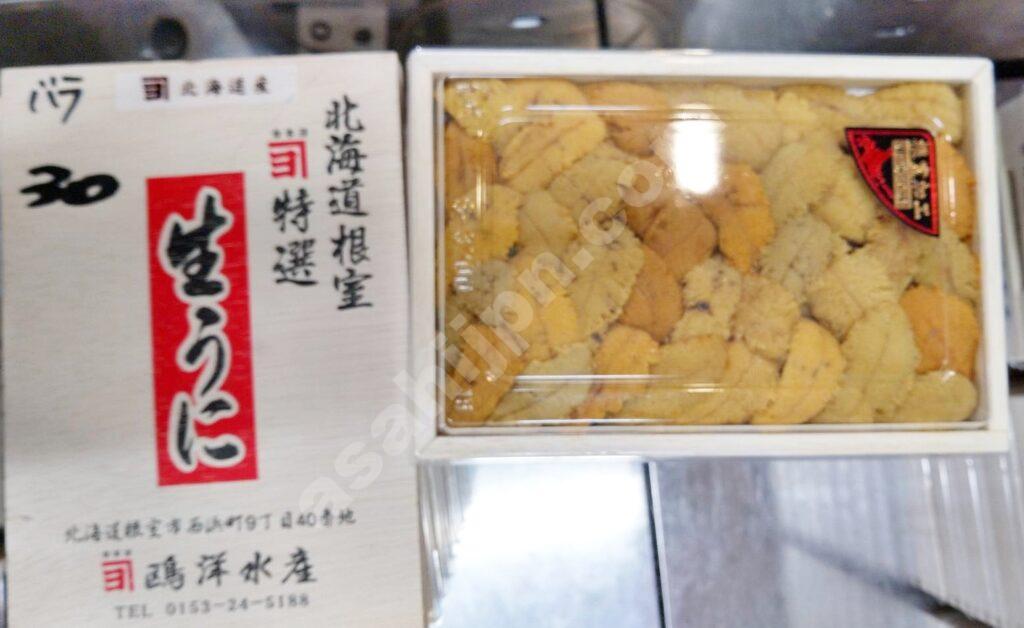 バラ
北海道産
30
北海道根室
特選
生うに
北海道根室市石浜町9丁目40番地
鴎洋水産
TEL 0153-24-5188
asahijpn.com